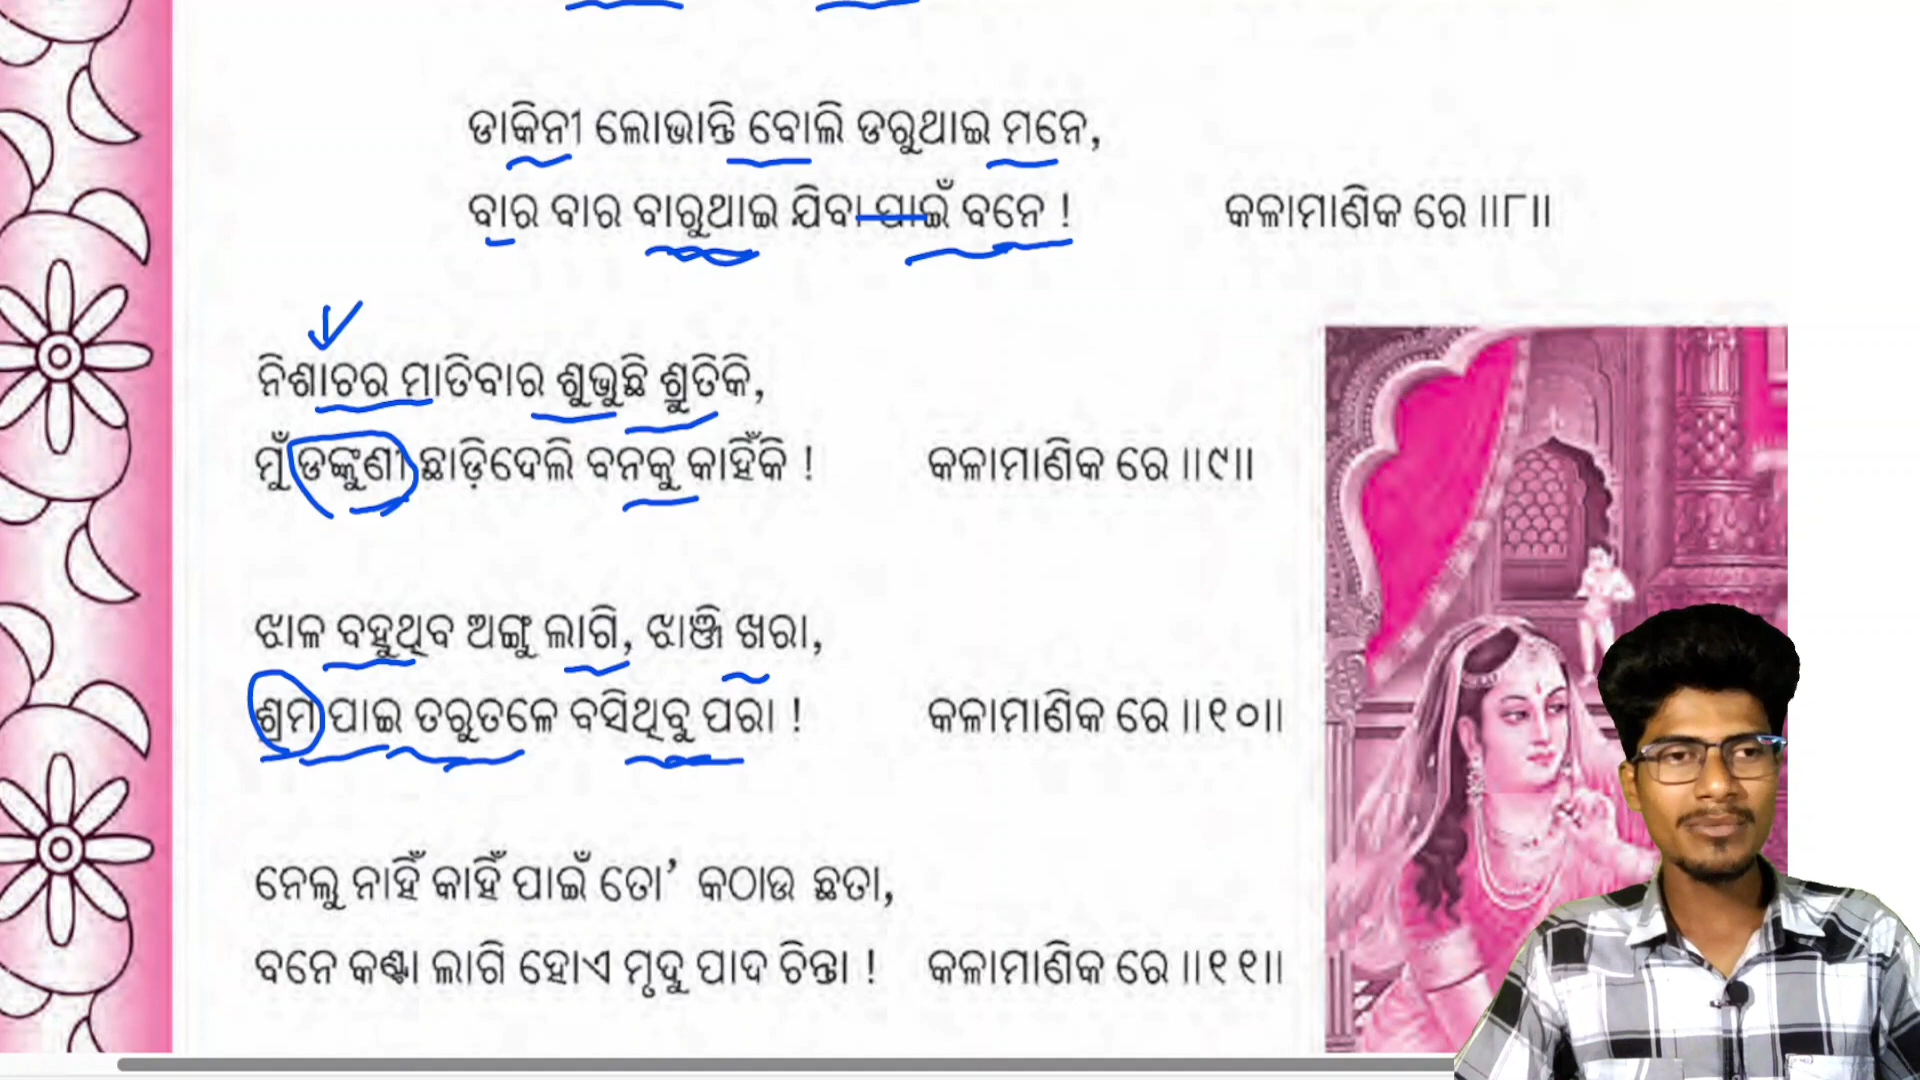 ଡାକିନୀ ଲୋଭାନ୍ତି ବୋଲି ଡରୁଥାଇ ମନେ,
ବାର ବାର ବାରୁଥାଇ ଯିବା ପାଇଁ ବନେ ! କଳାମାଣିକ ରେ ॥୮॥
ନିଶାଚର ମାତିବାର ଶୁଭୁଛି ଶ୍ରୁତିକି,
ମୁଁ ଡଙ୍କୁଣୀ ଛାଡ଼ିଦେଲି ବନକୁ କାହିଁକି ! କଳାମାଣିକ ରେ ॥୯॥
ଝାଳ ବହୁଥିବ ଅଙ୍ଗୁ ଲାଗି, ଝାଞ୍ଜି ଖରା,
ଶ୍ରମ ପାଇ ତରୁତଳେ ବସିଥିବୁ ପରା ! କଳାମାଣିକ ରେ ॥୧୦॥
ନେଲୁ ନାହିଁ କାହିଁ ପାଇଁ ତୋ’ କଠାଉ ଛତା,
ବନେ କଣ୍ଟା ଲାଗି ହୋଏ ମୃଦୁ ପାଦ ଚିନ୍ତା ! କଳାମାଣିକ ରେ ॥୧୧॥